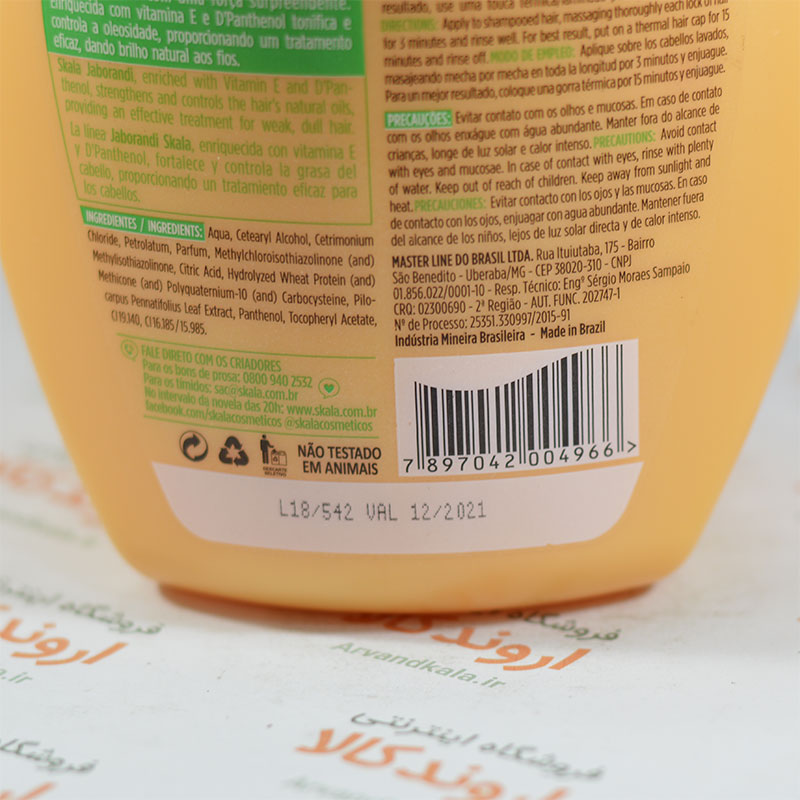 Enriquecida com vitamina E e D'Panthenol tonifica e
controla a oleosidade, proporcionando um tratamento
eficaz, dando brilho natural aos fios.
Skala Jaborandi, enriched with Vitamin E and D'Pan-
thenol, strengthens and controls the hair's natural oils,
providing an effective treatment for weak, dull hair.
La línea Jaborandi Skala, enriquecida con vitamina E
y D'Panthenol, fortalece y controla la grasa del
cabello, proporcionando un tratamiento eficaz para
los cabellos.
INGREDIENTES / INGREDIENTS: Aqua, Cetearyl Alcohol, Cetrimonium
Chloride, Petrolatum, Parfum, Methylchloroisothiazolinone (and)
Methylisothiazolinone, Citric Acid, Hydrolyzed Wheat Protein (and)
Methicone (and) Polyquaternium-10 (and) Carbocysteine, Pilo-
carpus Pennatifolius Leaf Extract, Panthenol, Tocopheryl Acetate,
CI 19.140, CI 16.185 / 15.985.
FALE DIRETO COM OS CRIADORES
Para os bons de prosa: 0800 940 2532
Para os tímidos: sac@skala.com.br
No intervalo da novela das 20h: www.skala.com.br
facebook.com/skalacosmeticos @skalacosmeticos
NÃO TESTADO
EM ANIMAIS
DIRECTIONS: Apply to shampooed hair, massaging thoroughly each lock of hair
for 3 minutes and rinse well. For best result, put on a thermal hair cap for 15
minutes and rinse off. MODO DE EMPLEO: Aplique sobre los cabellos lavados,
masajeando mecha por mecha en toda la longitud por 3 minutos y enjuague.
Para un mejor resultado, coloque una gorra térmica por 15 minutos y enjuague.
PRECAUÇÕES: Evitar contato com os olhos e mucosas. Em caso de contato
com os olhos enxágue com água abundante. Manter fora do alcance de
crianças, longe de luz solar e calor intenso. PRECAUTIONS: Avoid contact
with eyes and mucosae. In case of contact with eyes, rinse with plenty
of water. Keep out of reach of children. Keep away from sunlight and
heat. PRECAUCIONES: Evitar contacto con los ojos y las mucosas. En caso
de contacto con los ojos, enjuagar con agua abundante. Mantener fuera
del alcance de los niños, lejos de luz solar directa y de calor intenso.
MASTER LINE DO BRASIL LTDA. Rua Ituiutaba, 175 - Bairro
São Benedito - Uberaba/MG - CEP 38020-310 - CNPJ
01.856.022/0001-10 - Resp. Técnico: Engº Sérgio Moraes Sampaio
CRQ: 02300690 - 2ª Região - AUT. FUNC. 202747-1
Nº de Processo: 25351.330997/2015-91
Indústria Mineira Brasileira - Made in Brazil
7 897042 004966 >
L18/542 VAL 12/2021
فروشگاه اینترنتی
اروند کالا
Arvandkala.ir
فروشگاه اینترنتی
اروند کالا
Arvandkala.ir
فروشگاه اینترنتی
اروند کالا
Arvandkala.ir